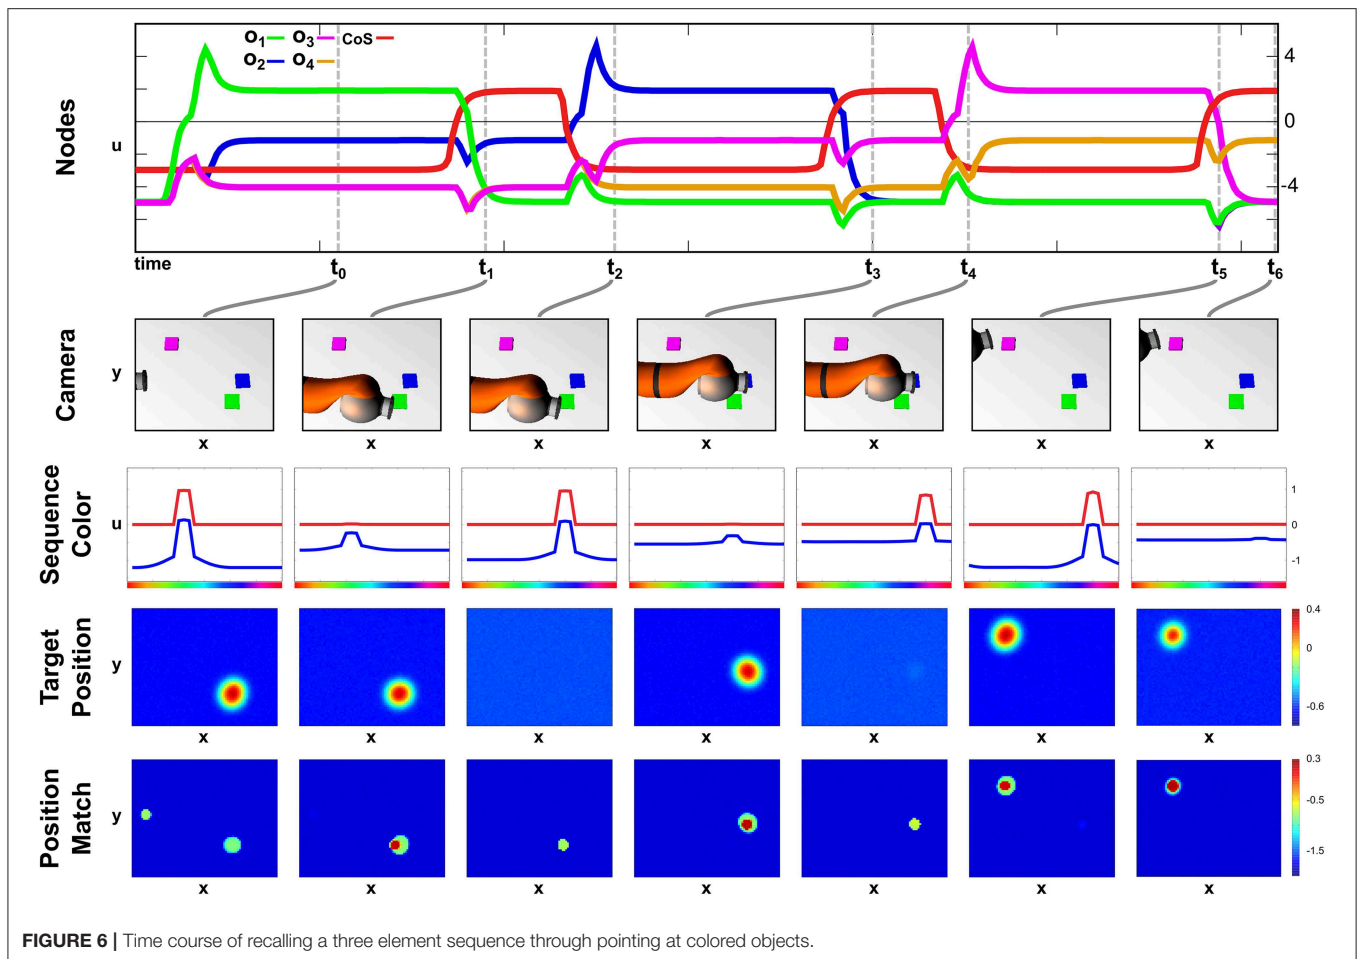 O1 O3 CoS
O2 O4
Nodes
u
4
0
-4
time t0 t1 t2 t3 t4 t5 t6
Camera
y
x x x x x x x
Sequence Color
u
1
0
-1
Target Position
y
0.4
0
-0.6
x x x x x x x
Position Match
y
0.3
-0.5
-1.5
x x x x x x x
FIGURE 6 | Time course of recalling a three element sequence through pointing at colored objects.